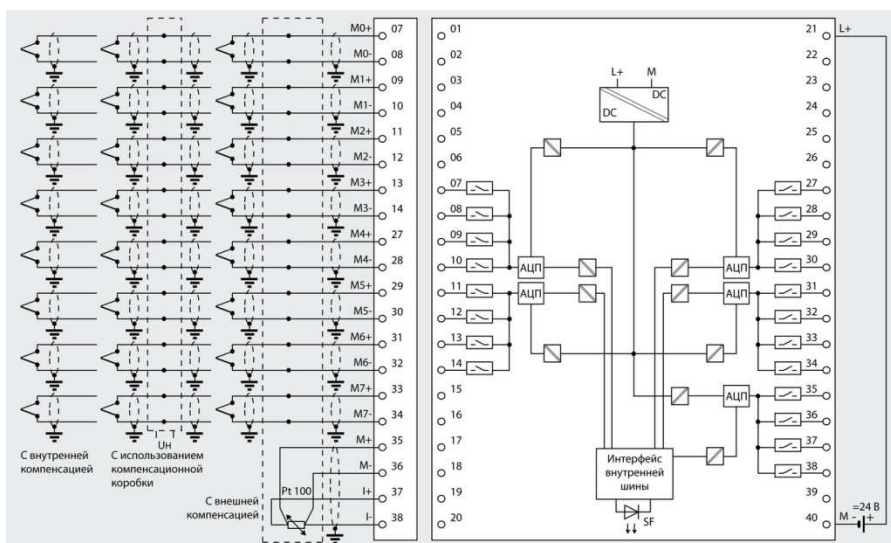 M0+ 07
M0- 08
M1+ 09
M1- 10
M2+ 11
M2- 12
M3+ 13
M3- 14
M4+ 27
M4- 28
M5+ 29
M5- 30
M6+ 31
M6- 32
M7+ 33
M7- 34
M+ 35
M- 36
I+ 37
I- 38
С внутренней
компенсацией
Uн
С использованием
компенсационной
коробки
Pt 100
С внешней
компенсацией
01
02
03
04
05
06
07
08
09
10
11
12
13
14
15
16
17
18
19
20
L+ M
DC
DC
АЦП
АЦП
АЦП
АЦП
АЦП
Интерфейс
внутренней
шины
SF
21 L+
22
23
24
25
26
27
28
29
30
31
32
33
34
35
36
37
38
39
40 M - +
=24 В